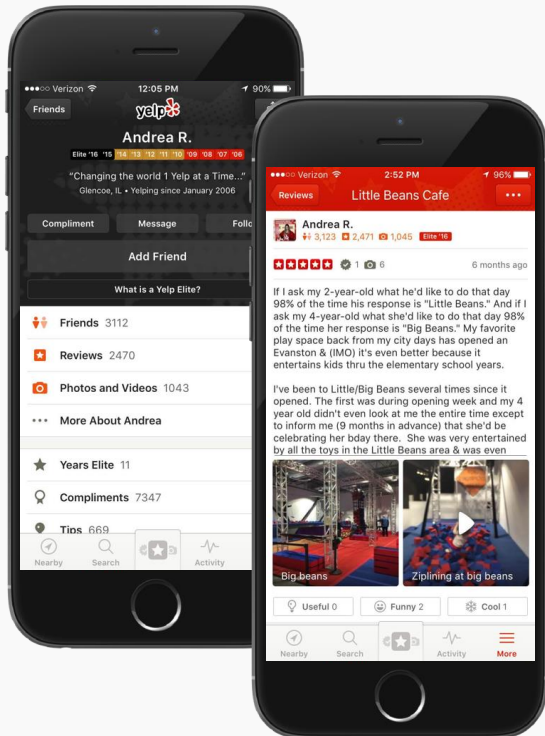 Verizon 12:05 PM 90%
Friends
yelp
Andrea R.
Elite '16 '15 '14 '13 '12 '11 '10 '09 '08 '07 '06
"Changing the world 1 Yelp at a Time..."
Glencoe, IL • Yelping since January 2006
Compliment Message
Add Friend
What is a Yelp Elite?
Friends 3112
Reviews 2470
Photos and Videos 1043
More About Andrea
Years Elite 11
Compliments 7347
Tips 669
Nearby Search Activity
Verizon 2:52 PM 96%
Reviews Little Beans Cafe
Andrea R.
3,123 2,471 1,045 Elite '16
1 6 6 months ago
If I ask my 2-year-old what he'd like to do that day
98% of the time his response is "Little Beans." And if I
ask my 4-year-old what she'd like to do that day 98%
of the time her response is "Big Beans." My favorite
play space back from my city days has opened an
Evanston & (IMO) it's even better because it
entertains kids thru the elementary school years.
I've been to Little/Big Beans several times since it
opened. The first was during opening week and my 4
year old didn't even look at me the entire time except
to inform me (9 months in advance) that she'd be
celebrating her bday there. She was very entertained
by all the toys in the Little Beans area & was even
Big beans
Ziplining at big beans
Useful 0 Funny 2 Cool 1
Nearby Search Activity More